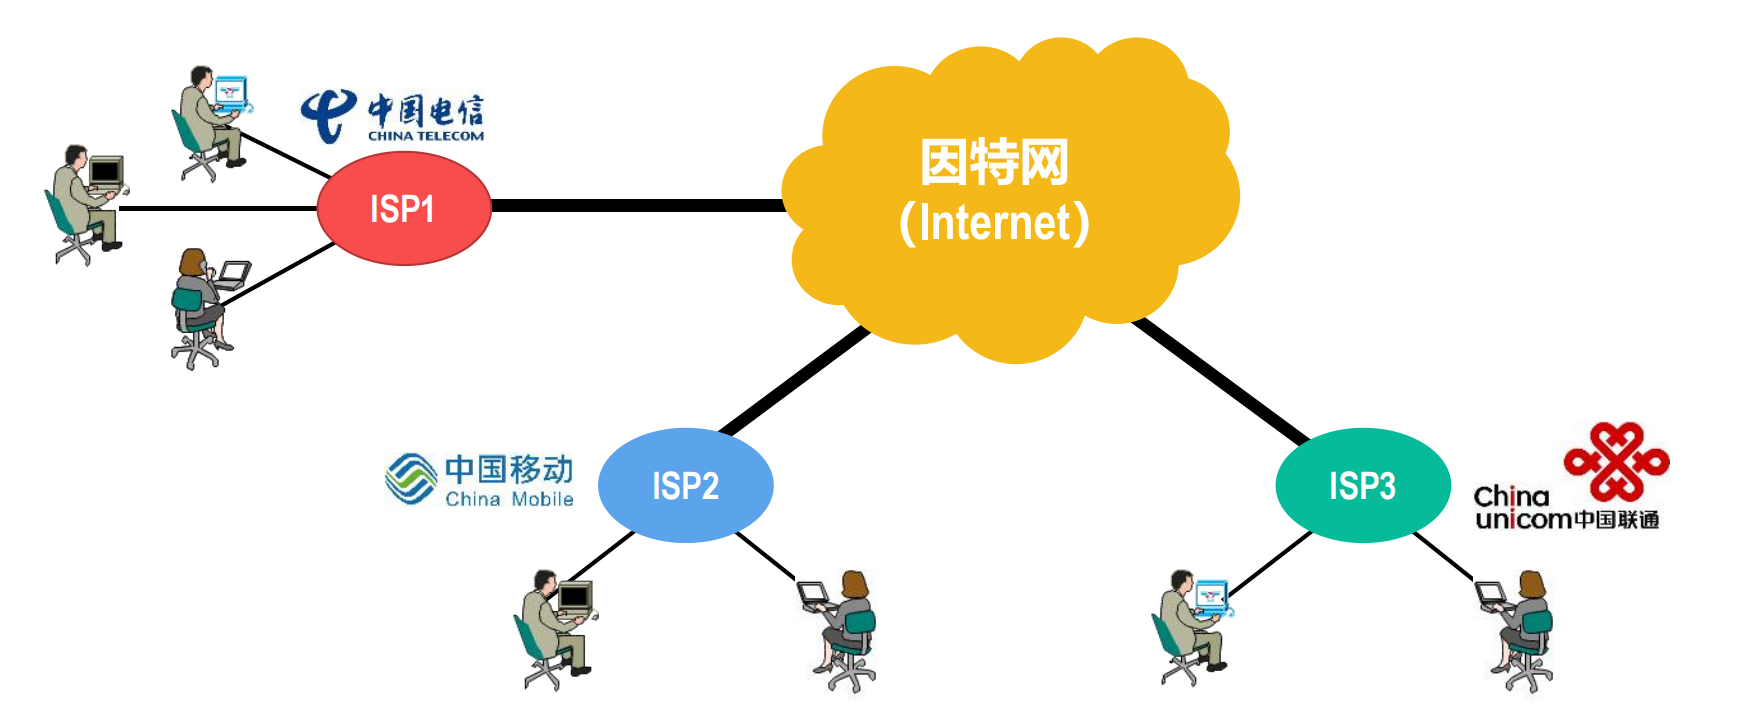 中国电信
CHINA TELECOM
ISP1
因特网
（Internet）
中国移动
China Mobile
ISP2
ISP3
China
unicom中国联通